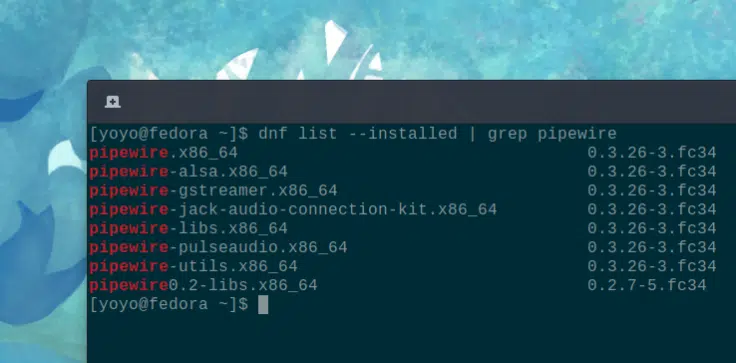 [yoyo@fedora ~]$ dnf list --installed | grep pipewire
pipewire.x86_64 0.3.26-3.fc34
pipewire-alsa.x86_64 0.3.26-3.fc34
pipewire-gstreamer.x86_64 0.3.26-3.fc34
pipewire-jack-audio-connection-kit.x86_64 0.3.26-3.fc34
pipewire-libs.x86_64 0.3.26-3.fc34
pipewire-pulseaudio.x86_64 0.3.26-3.fc34
pipewire-utils.x86_64 0.3.26-3.fc34
pipewire0.2-libs.x86_64 0.2.7-5.fc34
[yoyo@fedora ~]$